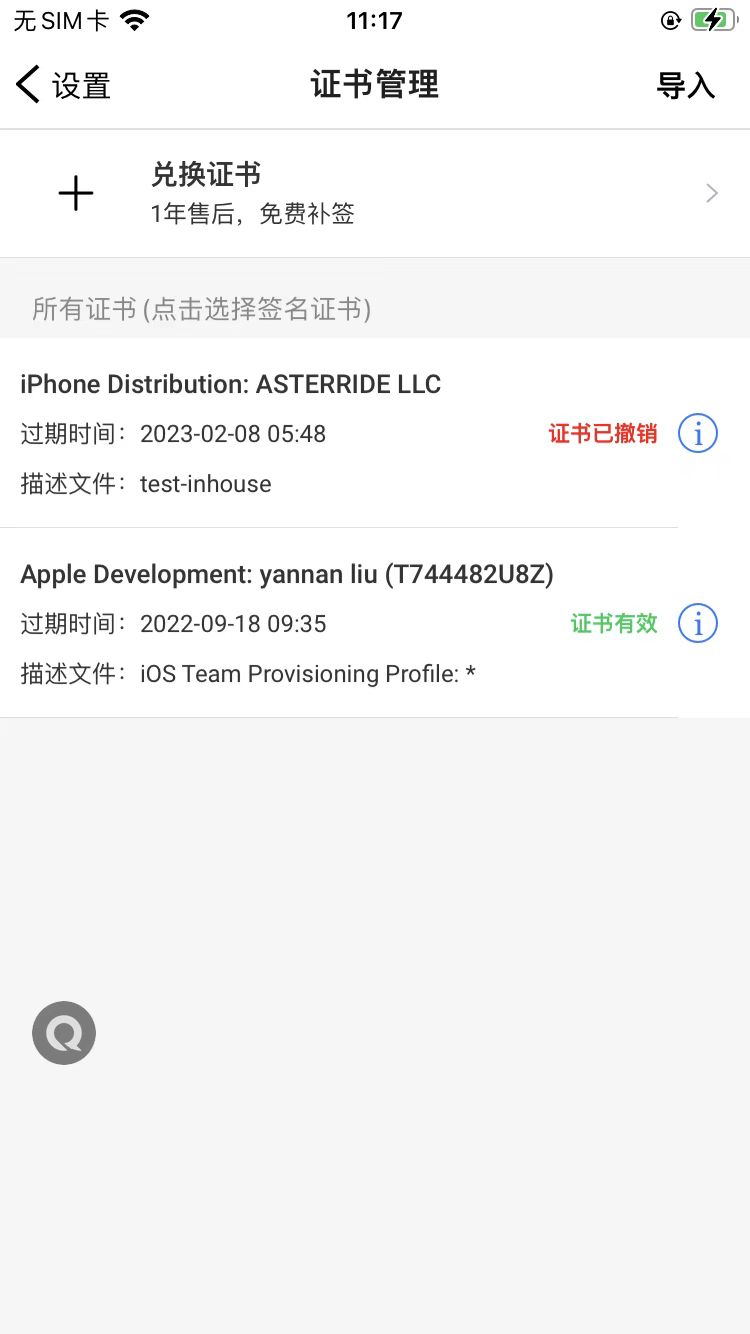 无SIM卡 11:17
设置 证书管理 导入
兑换证书
1年售后，免费补签
所有证书 (点击选择签名证书)
iPhone Distribution: ASTERRIDE LLC
过期时间： 2023-02-08 05:48 证书已撤销
描述文件： test-inhouse
Apple Development: yannan liu (T744482U8Z)
过期时间： 2022-09-18 09:35 证书有效
描述文件： iOS Team Provisioning Profile: *